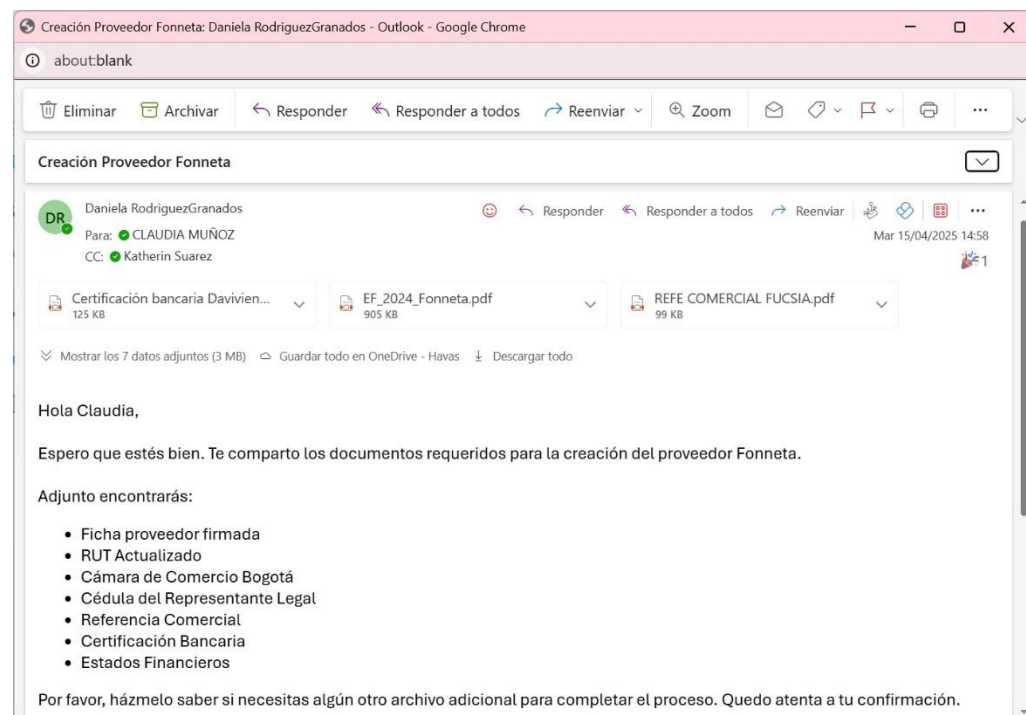 Creación Proveedor Fonneta: Daniela RodriguezGranados - Outlook - Google Chrome
about:blank
Eliminar Archivar Responder Responder a todos Reenviar Zoom
Creación Proveedor Fonneta
DR Daniela RodriguezGranados Responder Responder a todos Reenviar
Para: CLAUDIA MUÑOZ Mar 15/04/2025 14:58
CC: Katherin Suarez 1
Certificación bancaria Davivien... EF_2024_Fonneta.pdf REFE COMERCIAL FUCSIA.pdf
125 KB 905 KB 99 KB
Mostrar los 7 datos adjuntos (3 MB) Guardar todo en OneDrive - Havas Descargar todo
Hola Claudia,
Espero que estés bien. Te comparto los documentos requeridos para la creación del proveedor Fonneta.
Adjunto encontrarás:
• Ficha proveedor firmada
• RUT Actualizado
• Cámara de Comercio Bogotá
• Cédula del Representante Legal
• Referencia Comercial
• Certificación Bancaria
• Estados Financieros
Por favor, házmelo saber si necesitas algún otro archivo adicional para completar el proceso. Quedo atenta a tu confirmación.